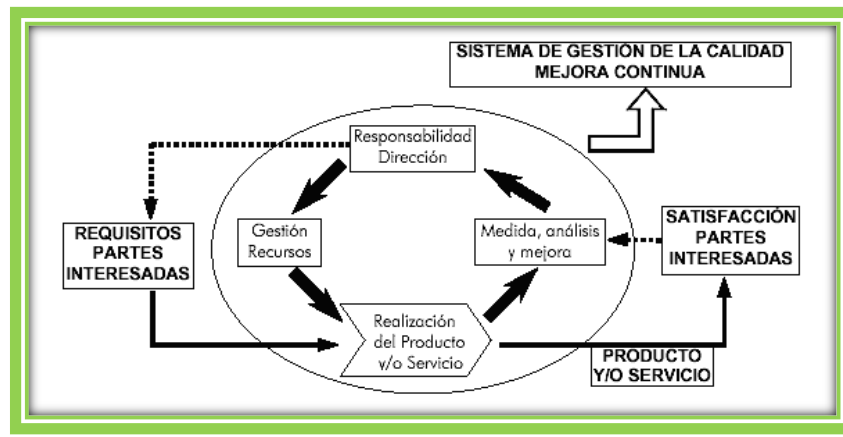 SISTEMA DE GESTIÓN DE LA CALIDAD
MEJORA CONTINUA
Responsabilidad
Dirección
REQUISITOS
PARTES
INTERESADAS
Gestión
Recursos
Medida, análisis
y mejora
SATISFACCIÓN
PARTES
INTERESADAS
Realización
del Producto
y/o Servicio
PRODUCTO
Y/O SERVICIO